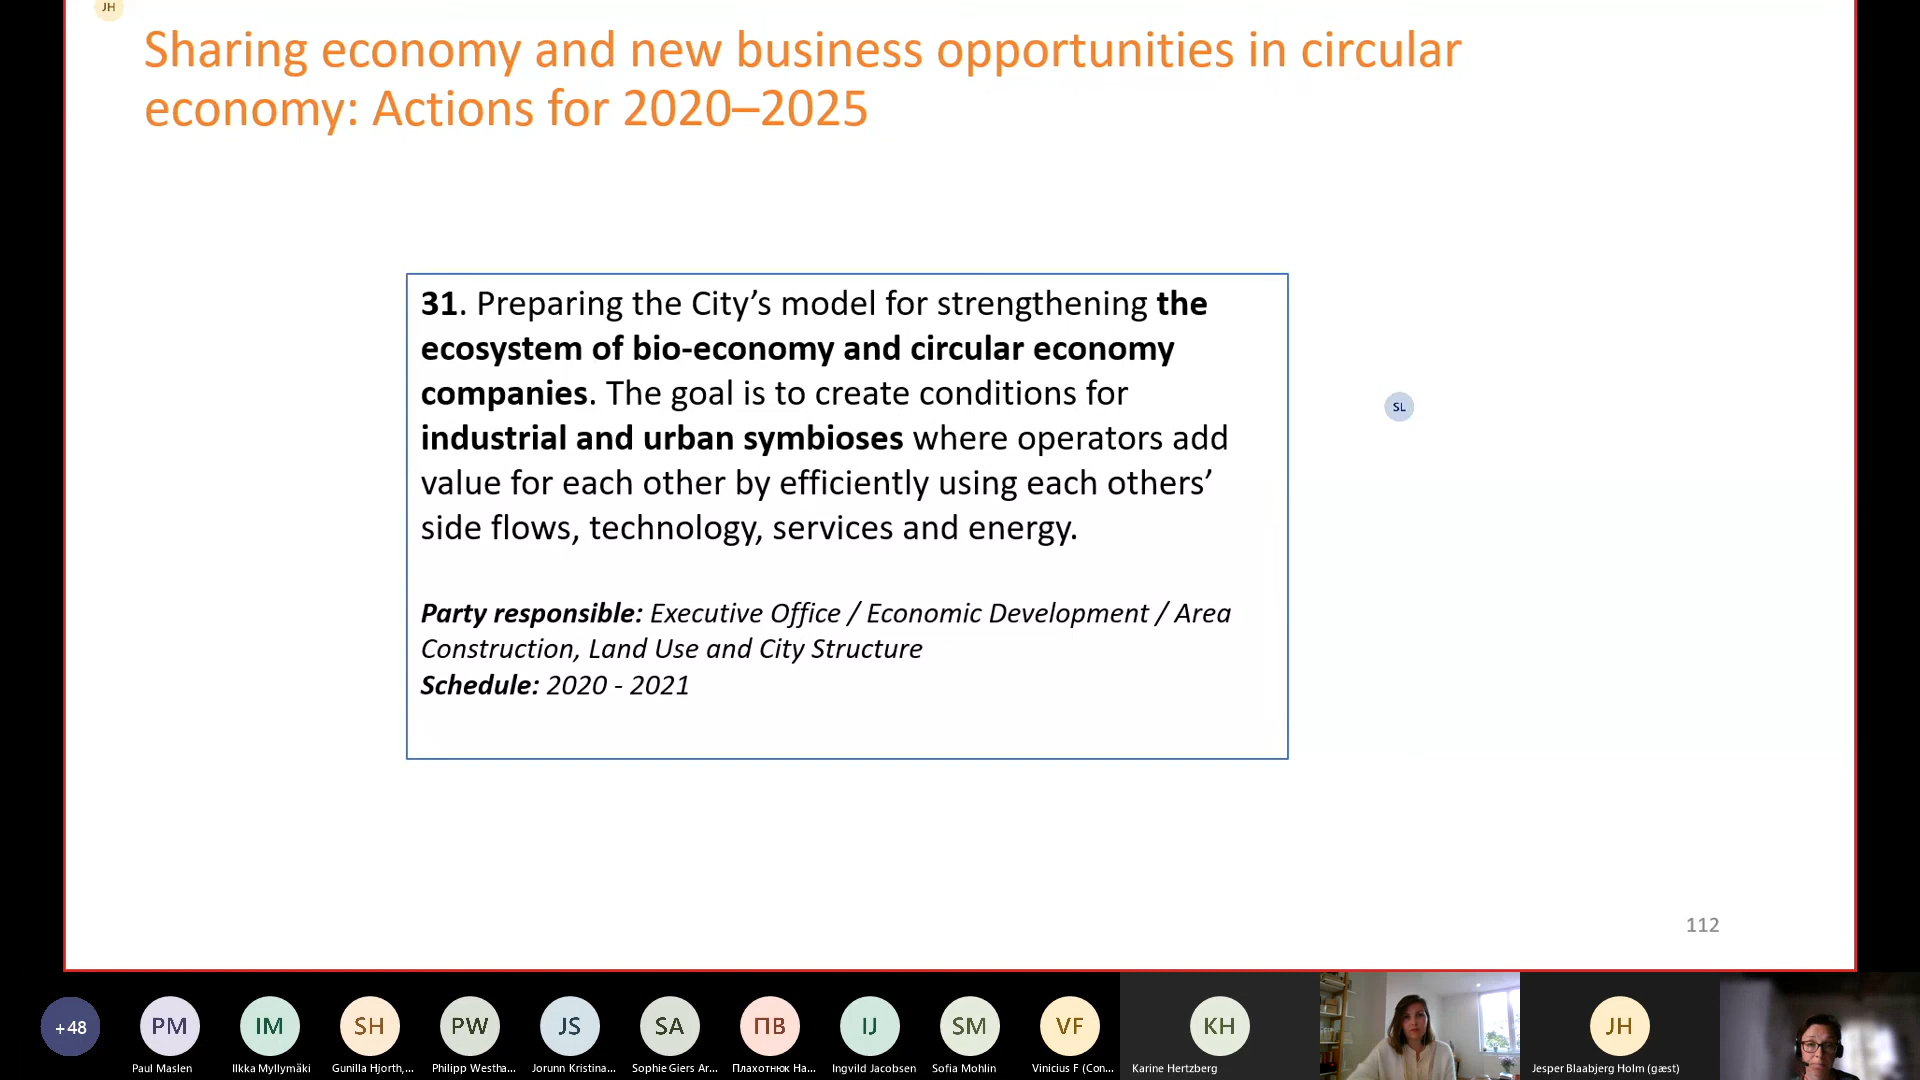 JH
Sharing economy and new business opportunities in circular
economy: Actions for 2020–2025
31. Preparing the City’s model for strengthening the
ecosystem of bio-economy and circular economy
companies. The goal is to create conditions for
industrial and urban symbioses where operators add
value for each other by efficiently using each others’
side flows, technology, services and energy.
Party responsible: Executive Office / Economic Development / Area
Construction, Land Use and City Structure
Schedule: 2020 - 2021
SL
112
+48
PM
IM
SH
PW
JS
SA
ПВ
IJ
SM
VF
KH
JH
Paul Maslen
Ilkka Myllymäki
Gunilla Hjorth,...
Philipp Westha...
Jorunn Kristina...
Sophie Giers Ar...
Плахотнюк На...
Ingvild Jacobsen
Sofia Mohlin
Vinicius F (Con...
Karine Hertzberg
Jesper Blaabjerg Holm (gæst)